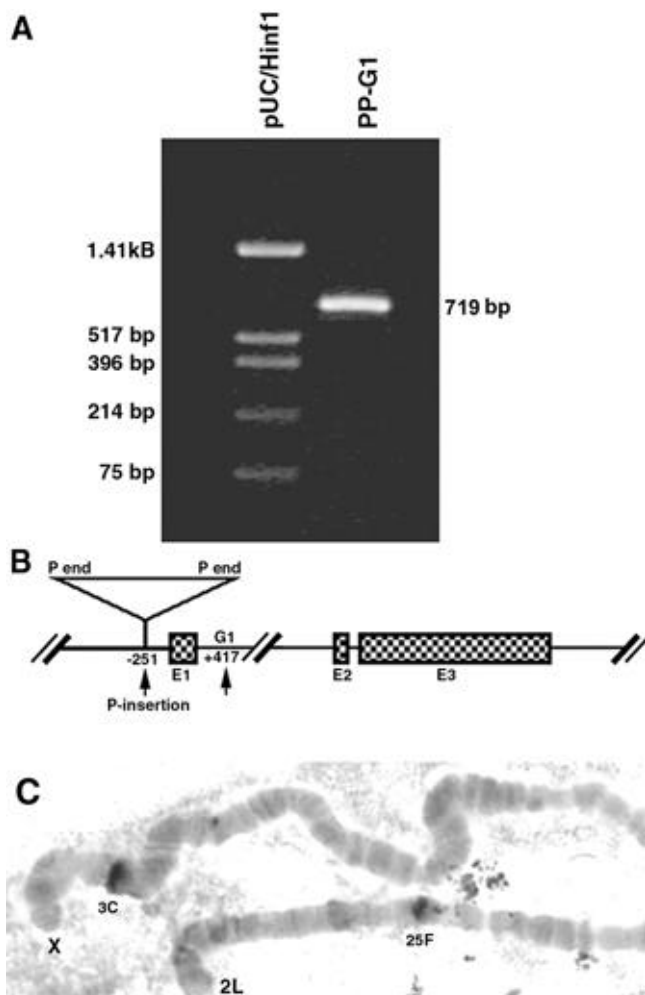 A
pUC/Hinf1
PP-G1
1.41kB
719 bp
517 bp
396 bp
214 bp
75 bp
B
P end P end
G1
-251 +417
E1 E2 E3
P-insertion
C
3C
X
25F
2L